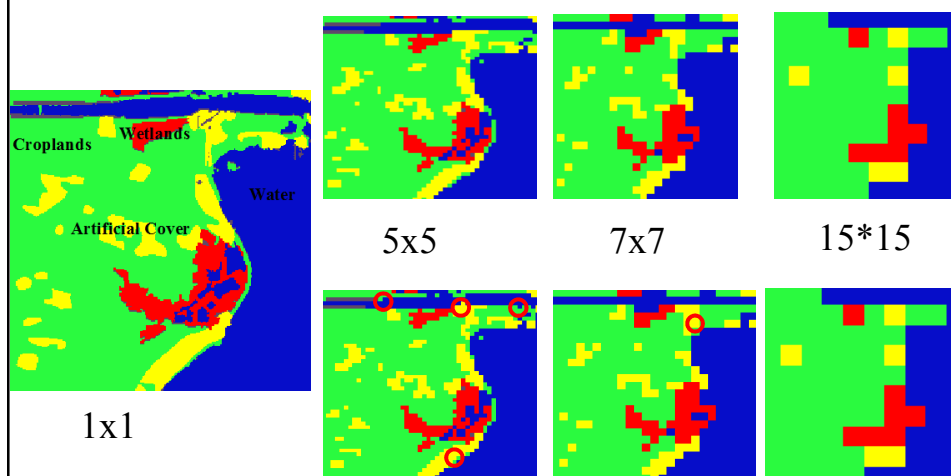 Croplands
Wetlands
Water
Artificial Cover
1x1
5x5
7x7
15*15